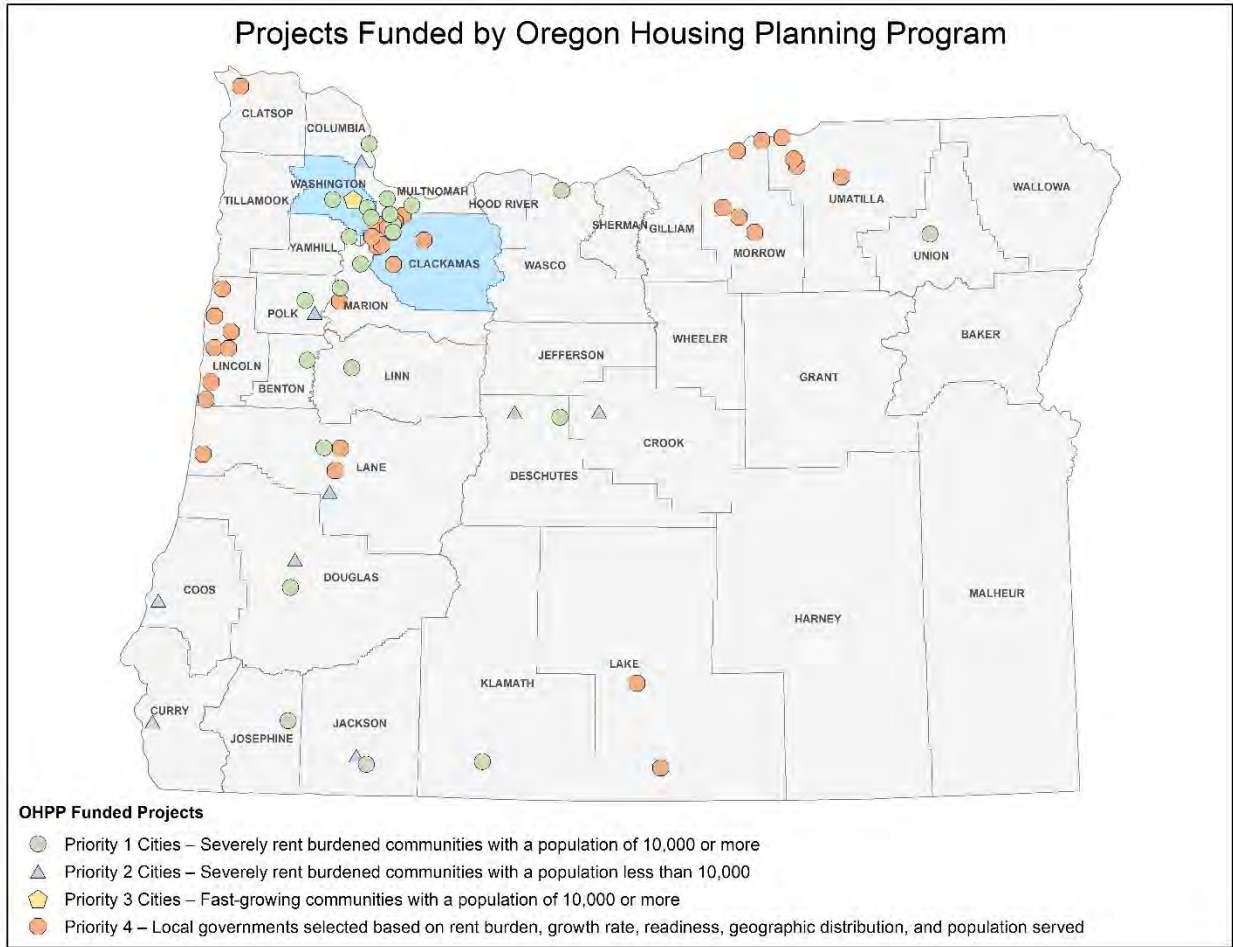 Projects Funded by Oregon Housing Planning Program
CLATSOP
COLUMBIA
WASHINGTON
MULTNOMAH
HOOD RIVER
TILLAMOOK
SHERMAN
GILLIAM
UMATILLA
WALLOWA
YAMHILL
CLACKAMAS
WASCO
MORROW
UNION
POLK
MARION
WHEELER
BAKER
LINCOLN
BENTON
LINN
JEFFERSON
GRANT
CROOK
LANE
DESCHUTES
DOUGLAS
COOS
HARNEY
MALHEUR
LAKE
KLAMATH
CURRY
JOSEPHINE
JACKSON
OHPP Funded Projects
Priority 1 Cities – Severely rent burdened communities with a population of 10,000 or more
Priority 2 Cities – Severely rent burdened communities with a population less than 10,000
Priority 3 Cities – Fast-growing communities with a population of 10,000 or more
Priority 4 – Local governments selected based on rent burden, growth rate, readiness, geographic distribution, and population served